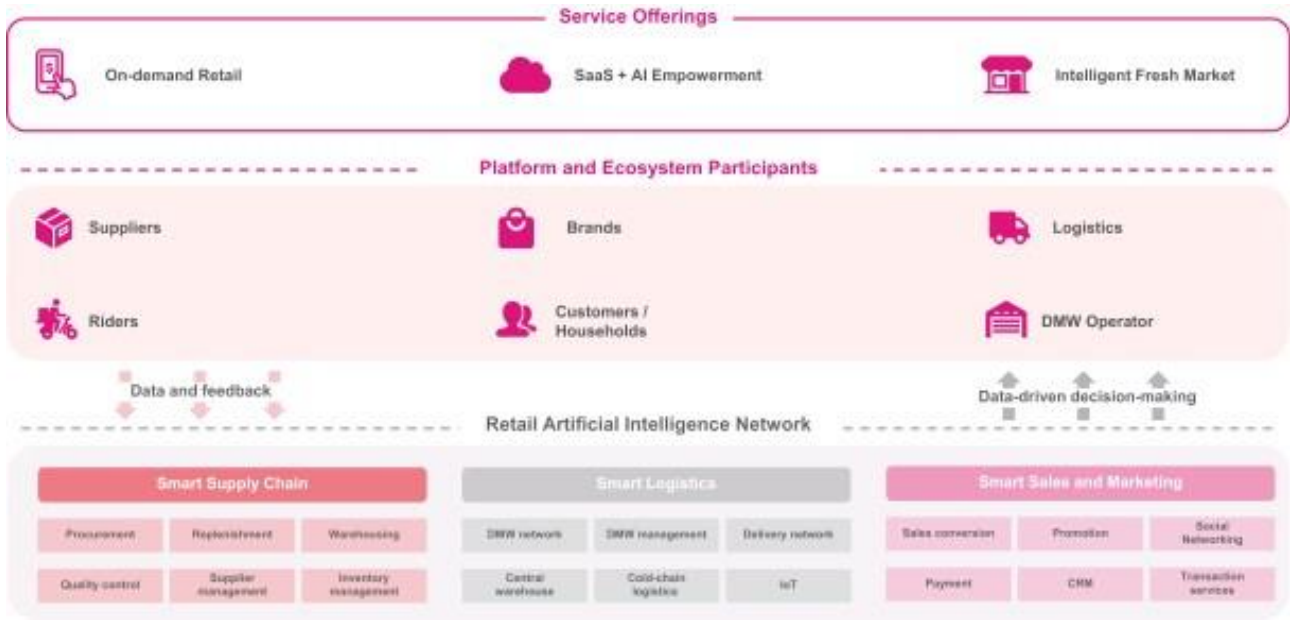 Service Offerings
On-demand Retail
SaaS + AI Empowerment
Intelligent Fresh Market
Platform and Ecosystem Participants
Suppliers
Brands
Logistics
Riders
Customers /
Households
DMW Operator
Data and feedback
Data-driven decision-making
Retail Artificial Intelligence Network
Smart Supply Chain
Smart Logistics
Smart Sales and Marketing
Procurement
Replenishment
Warehousing
DMW network
DMW management
Delivery network
Sales conversion
Promotion
Social
Networking
Quality control
Supplier
management
Inventory
management
Central
warehouse
Cold-chain
logistics
IoT
Payment
CRM
Transaction
services